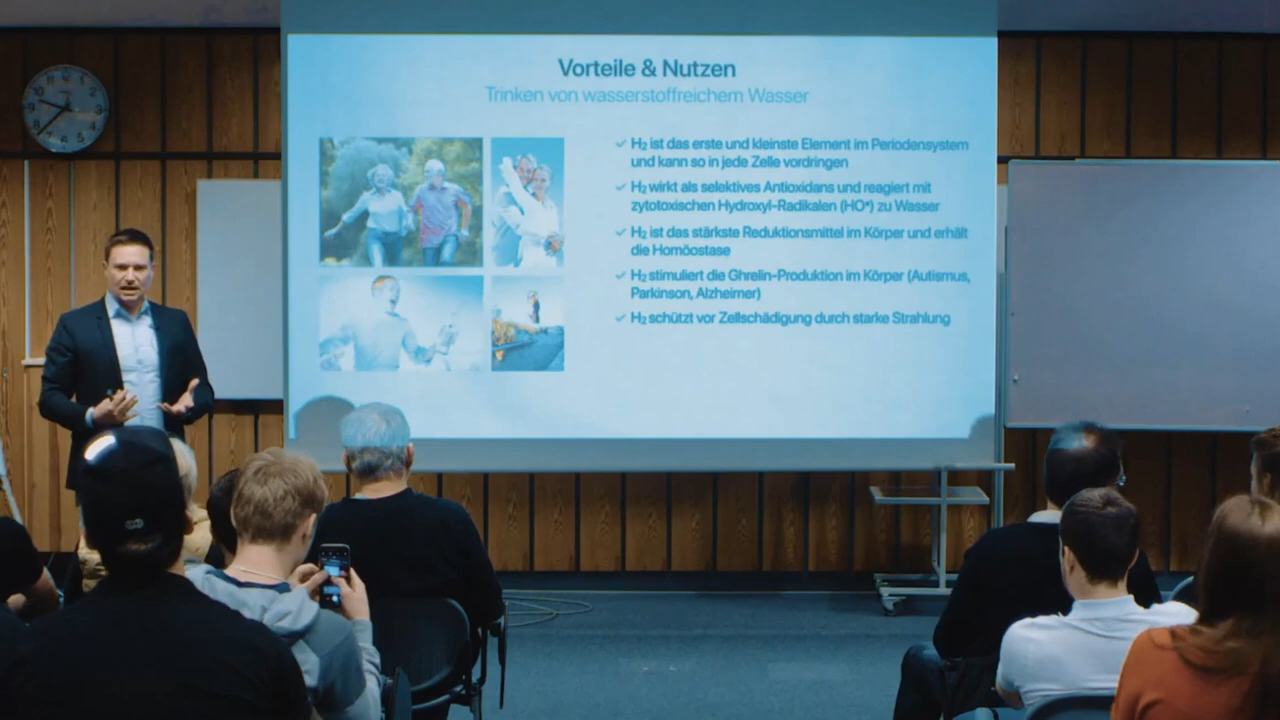 Vorteile & Nutzen
Trinken von wasserstoffreichem Wasser
✓ H₂ ist das erste und kleinste Element im Periodensystem
und kann so in jede Zelle vordringen
✓ H₂ wirkt als selektives Antioxidans und reagiert mit
zytotoxischen Hydroxyl-Radikalen (HO*) zu Wasser
✓ H₂ ist das stärkste Reduktionsmittel im Körper und erhält
die Homöostase
✓ H₂ stimuliert die Ghrelin-Produktion im Körper (Autismus,
Parkinson, Alzheimer)
✓ H₂ schützt vor Zellschädigung durch starke Strahlung